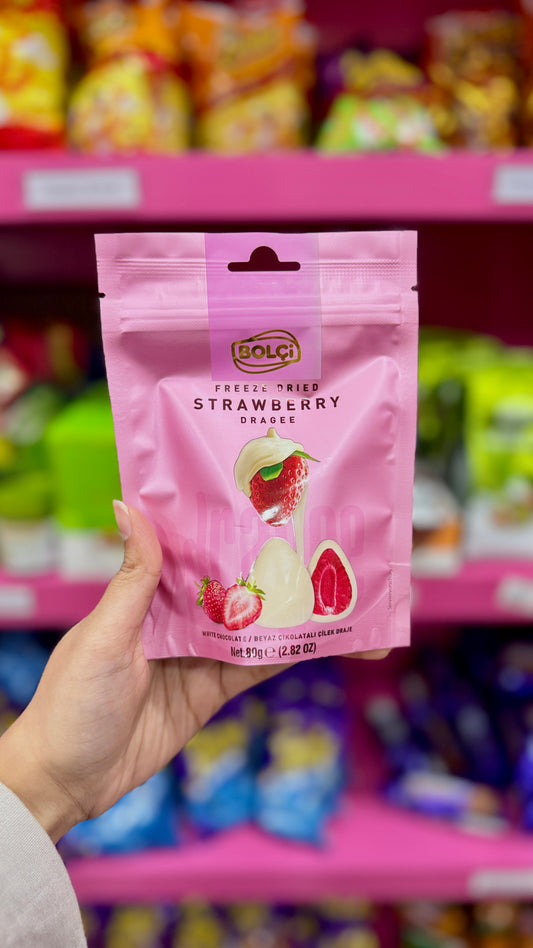 BOLÇi
FREEZE DRIED
STRAWBERRY
DRAGEE
WHITE CHOCOLATE / BEYAZ ÇİKOLATALI ÇİLEK DRAJE
Net 80g ℮ (2.82 OZ)